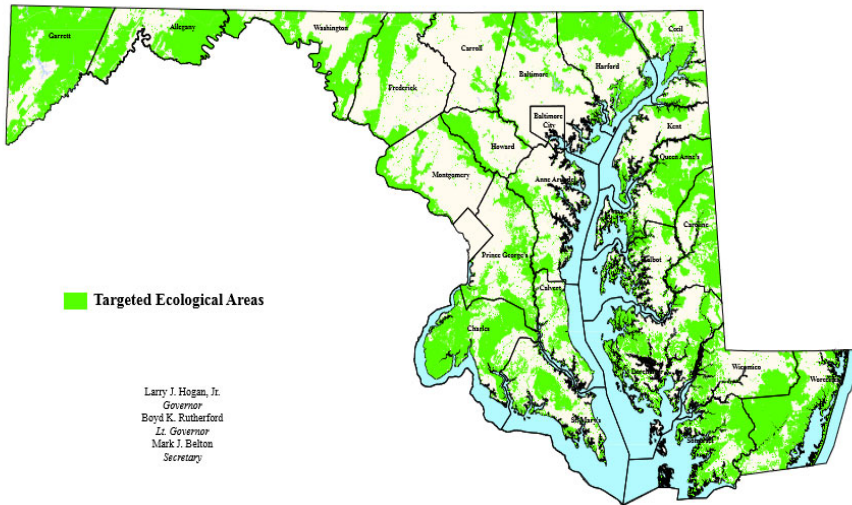 Garrett
Allegany
Washington
Frederick
Carroll
Baltimore
Harford
Cecil
Baltimore
City
Kent
Howard
Queen Anne's
Montgomery
Anne Arundel
Caroline
Talbot
Prince George's
Calvert
Targeted Ecological Areas
Charles
Dorchester
Wicomico
Worcester
St. Mary's
Somerset
Larry J. Hogan, Jr.
Governor
Boyd K. Rutherford
Lt. Governor
Mark J. Belton
Secretary